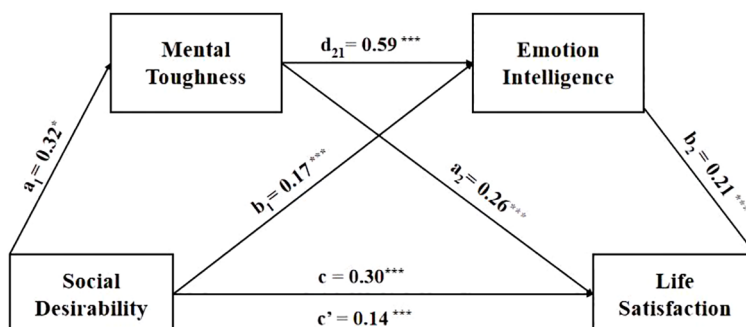 Mental
Toughness
d21 = 0.59 ***
Emotion
Intelligence
a1 = 0.32*
b1 = 0.17***
a2 = 0.26***
b2 = 0.21***
Social
Desirability
c = 0.30***
c’ = 0.14 ***
Life
Satisfaction